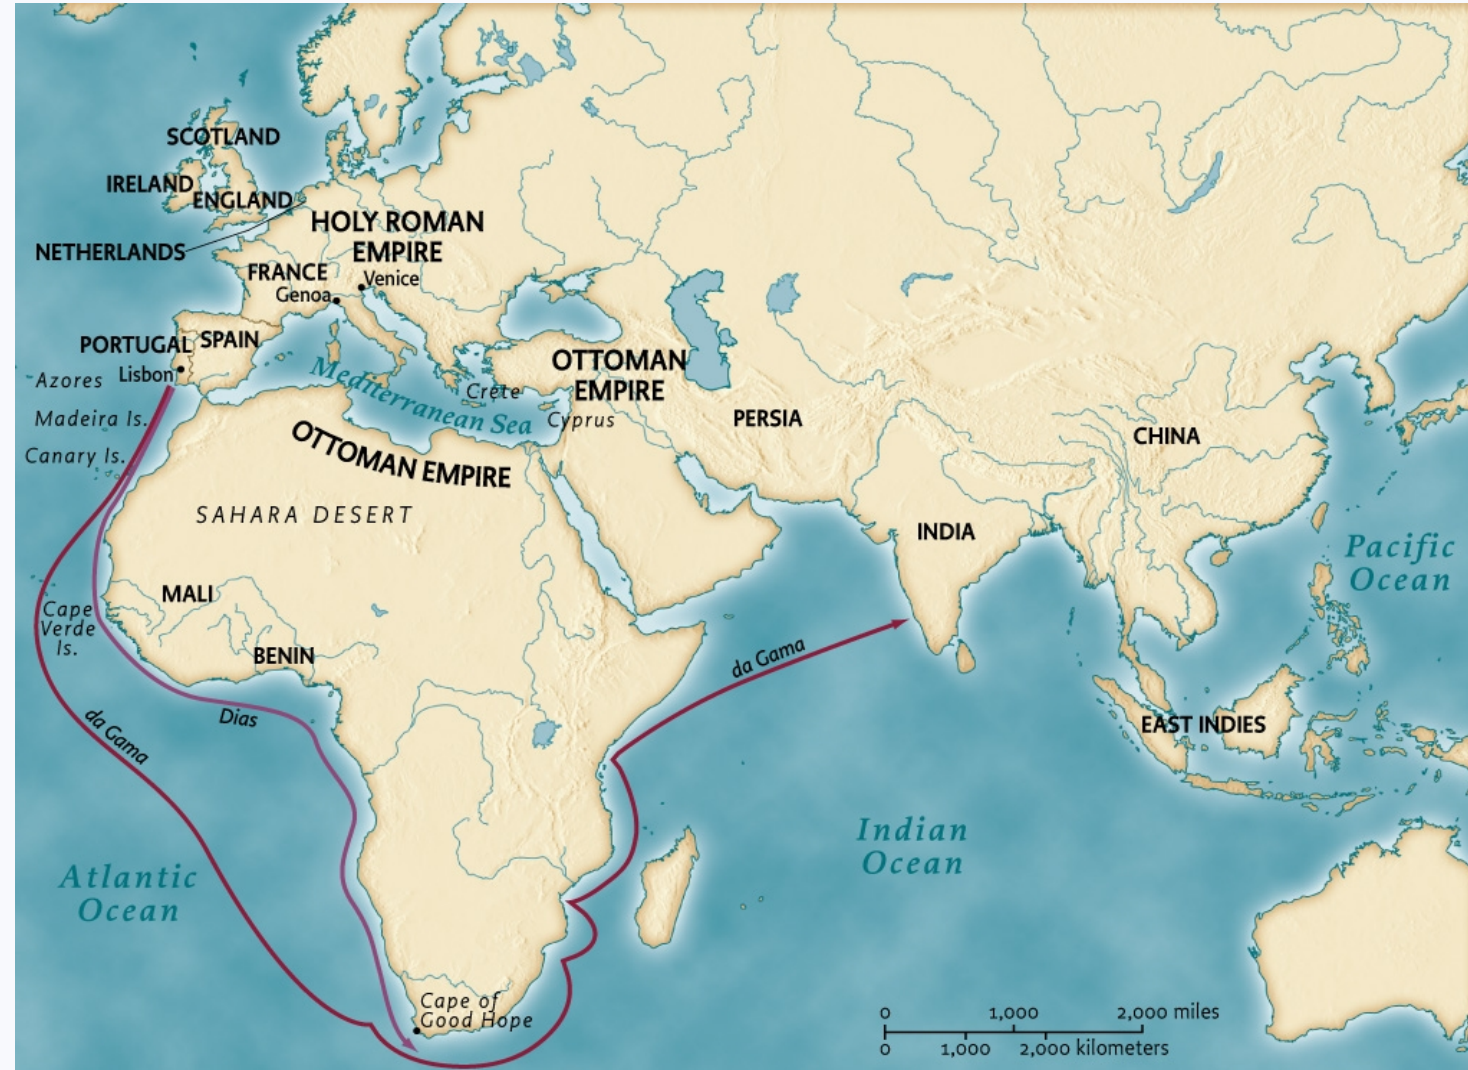 SCOTLAND
IRELAND
ENGLAND
HOLY ROMAN
EMPIRE
NETHERLANDS
FRANCE
Venice
Genoa
PORTUGAL
SPAIN
Lisbon
Azores
Madeira Is.
Canary Is.
Mediterranean Sea
Crete
Cyprus
OTTOMAN
EMPIRE
PERSIA
CHINA
OTTOMAN EMPIRE
SAHARA DESERT
INDIA
Pacific
Ocean
MALI
Cape
Verde
Is.
BENIN
da Gama
Dias
da Gama
EAST INDIES
Indian
Ocean
Atlantic
Ocean
Cape of
Good Hope
0 1,000 2,000 miles
0 1,000 2,000 kilometers